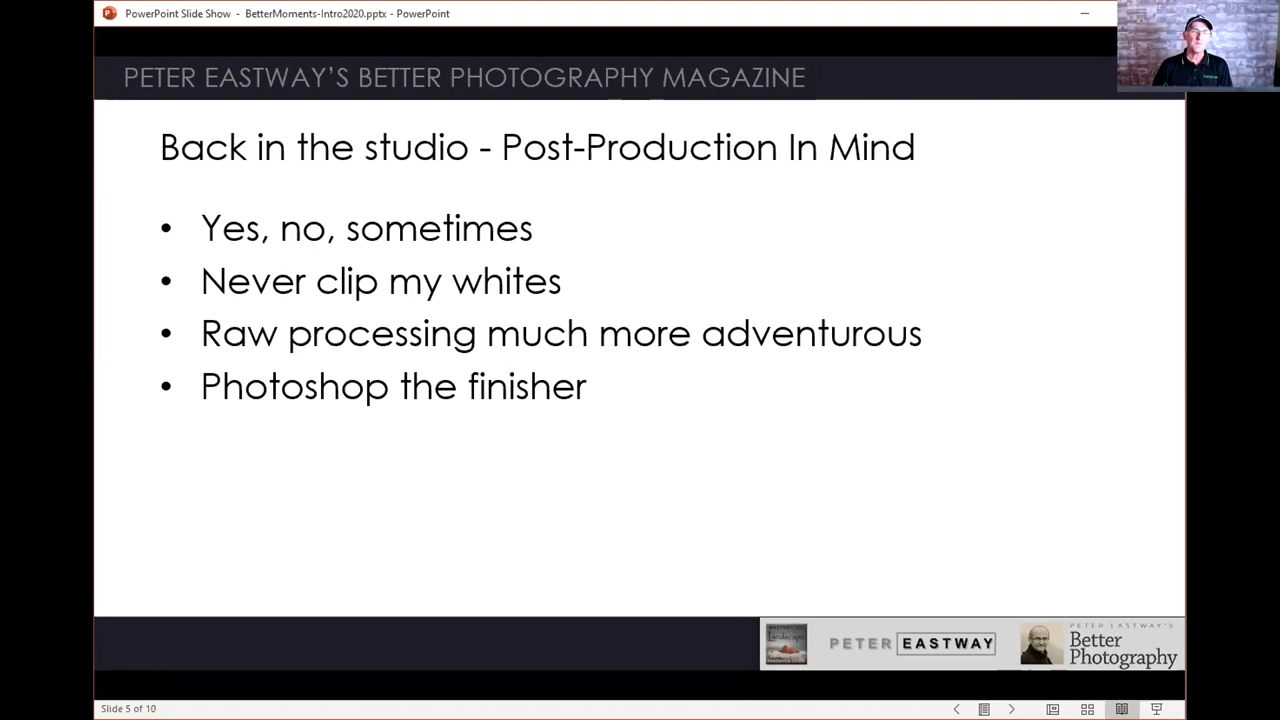 PowerPoint Slide Show - BetterMoments-Intro2020.pptx - PowerPoint
PETER EASTWAY'S BETTER PHOTOGRAPHY MAGAZINE
Back in the studio - Post-Production In Mind
• Yes, no, sometimes
• Never clip my whites
• Raw processing much more adventurous
• Photoshop the finisher
Landscape
PETER EASTWAY
PETER EASTWAY'S
Better
Photography
Slide 5 of 10